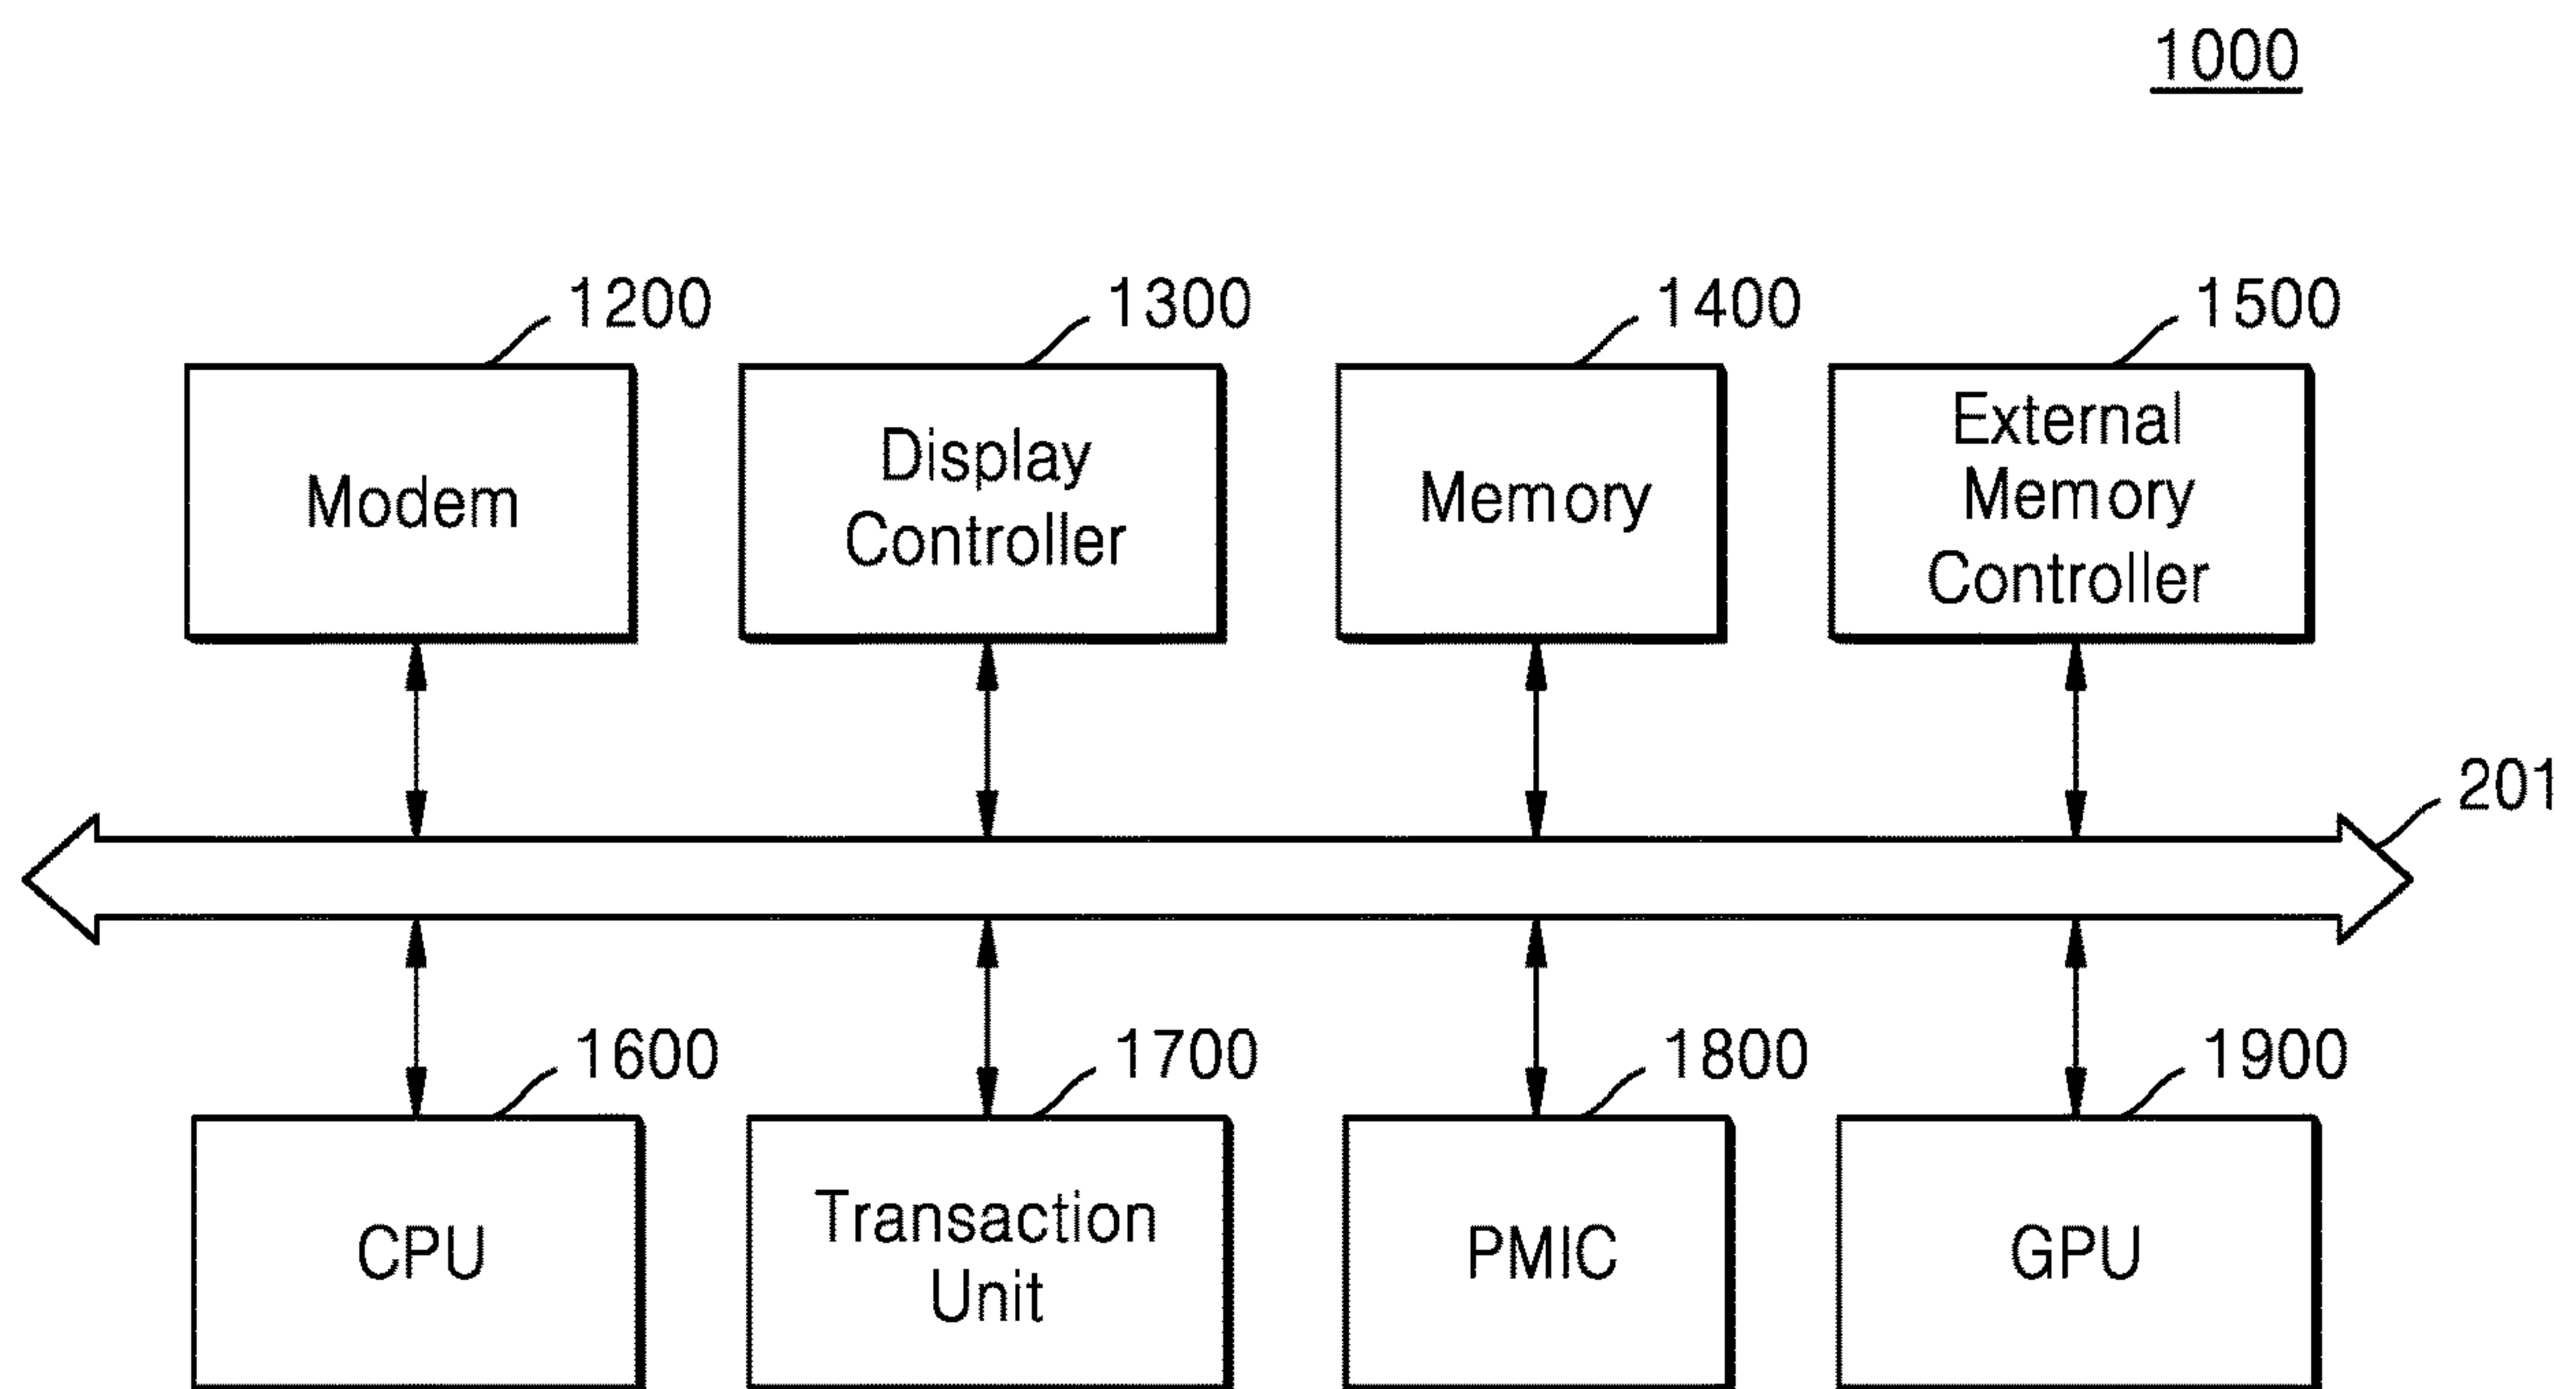 1000
1200
1300
1400
1500
Modem
Display
Controller
Memory
External
Memory
Controller
201
1600
1700
1800
1900
CPU
Transaction
Unit
PMIC
GPU